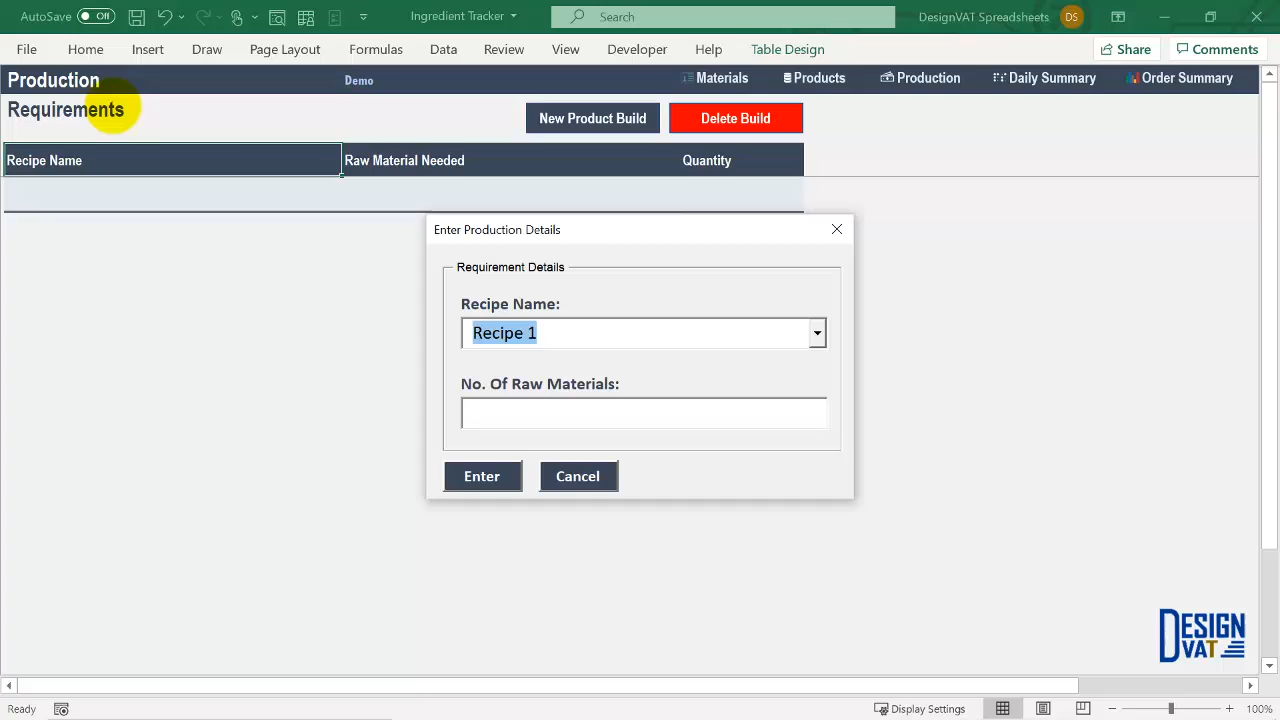 AutoSave Off Ingredient Tracker Search DesignVAT Spreadsheets DS
File Home Insert Draw Page Layout Formulas Data Review View Developer Help Table Design Share Comments
Production Demo Materials Products Production Daily Summary Order Summary
Requirements
New Product Build Delete Build
Recipe Name Raw Material Needed Quantity
Enter Production Details
Requirement Details
Recipe Name:
Recipe 1
No. Of Raw Materials:
Enter Cancel
DESIGN
VAT
Ready Display Settings 100%